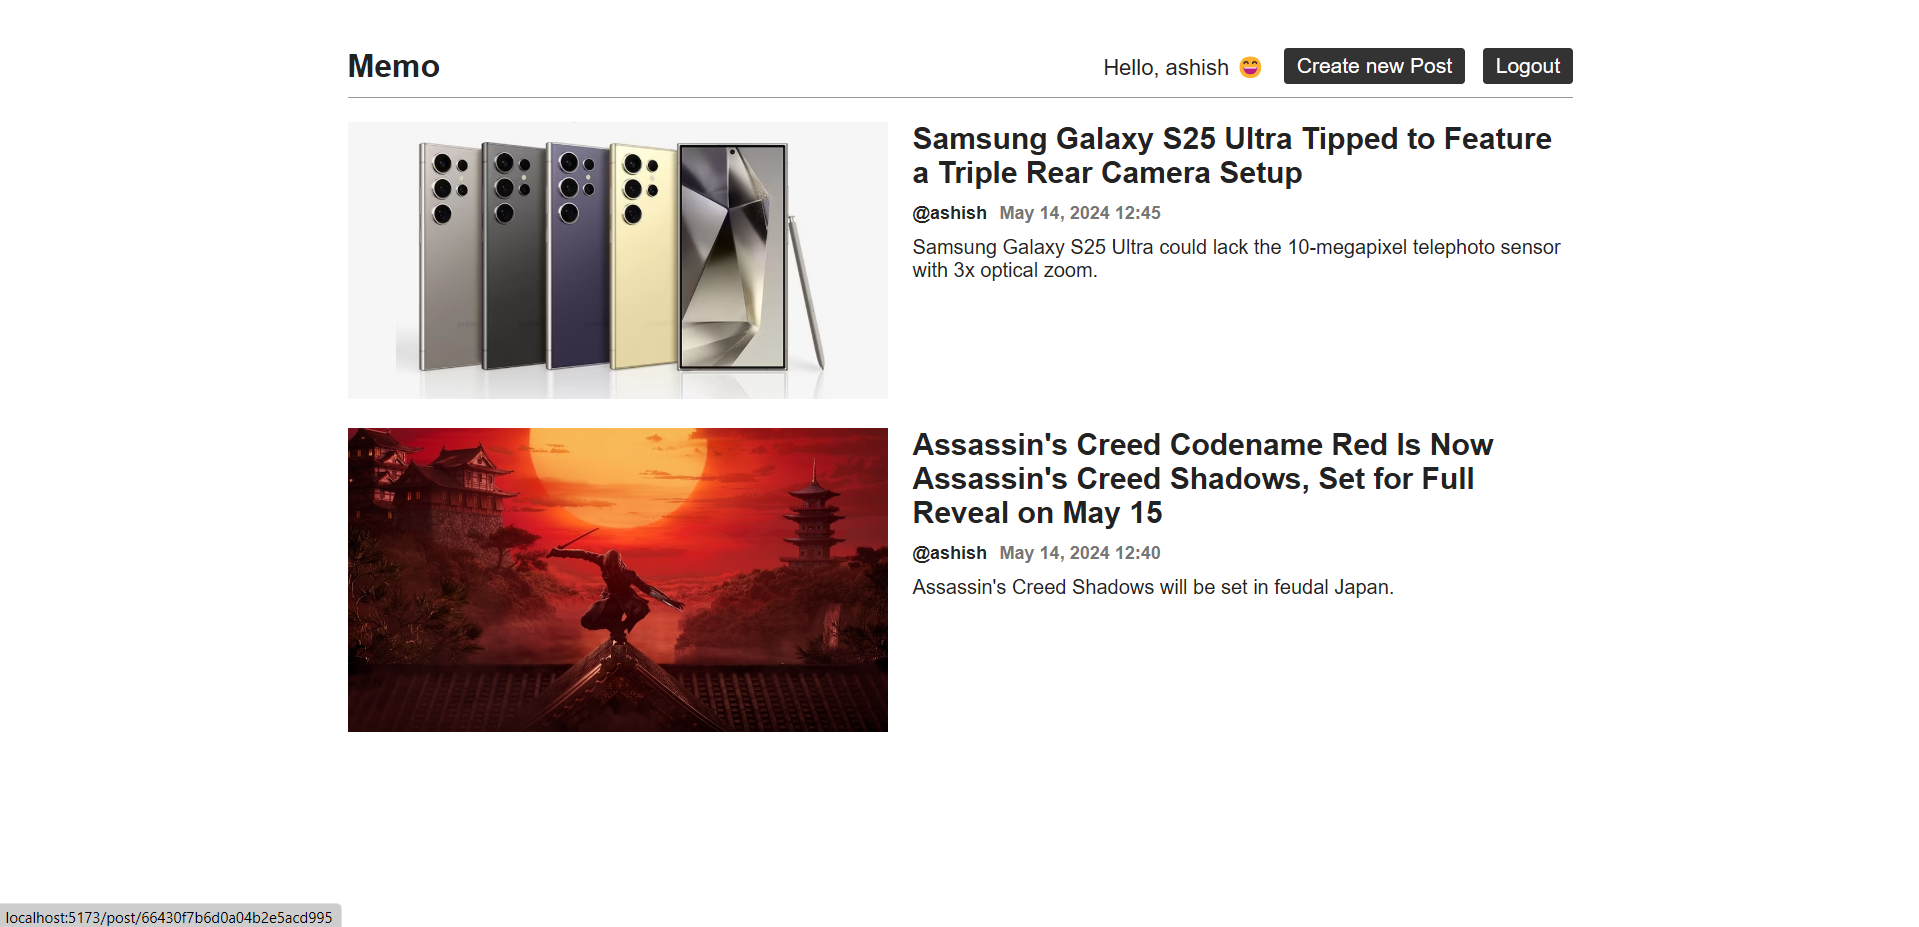 Memo
Hello, ashish 😄
Create new Post
Logout
Samsung Galaxy S25 Ultra Tipped to Feature
a Triple Rear Camera Setup
@ashish May 14, 2024 12:45
Samsung Galaxy S25 Ultra could lack the 10-megapixel telephoto sensor
with 3x optical zoom.
Assassin's Creed Codename Red Is Now
Assassin's Creed Shadows, Set for Full
Reveal on May 15
@ashish May 14, 2024 12:40
Assassin's Creed Shadows will be set in feudal Japan.
localhost:5173/post/66430f7b6d0a04b2e5acd995